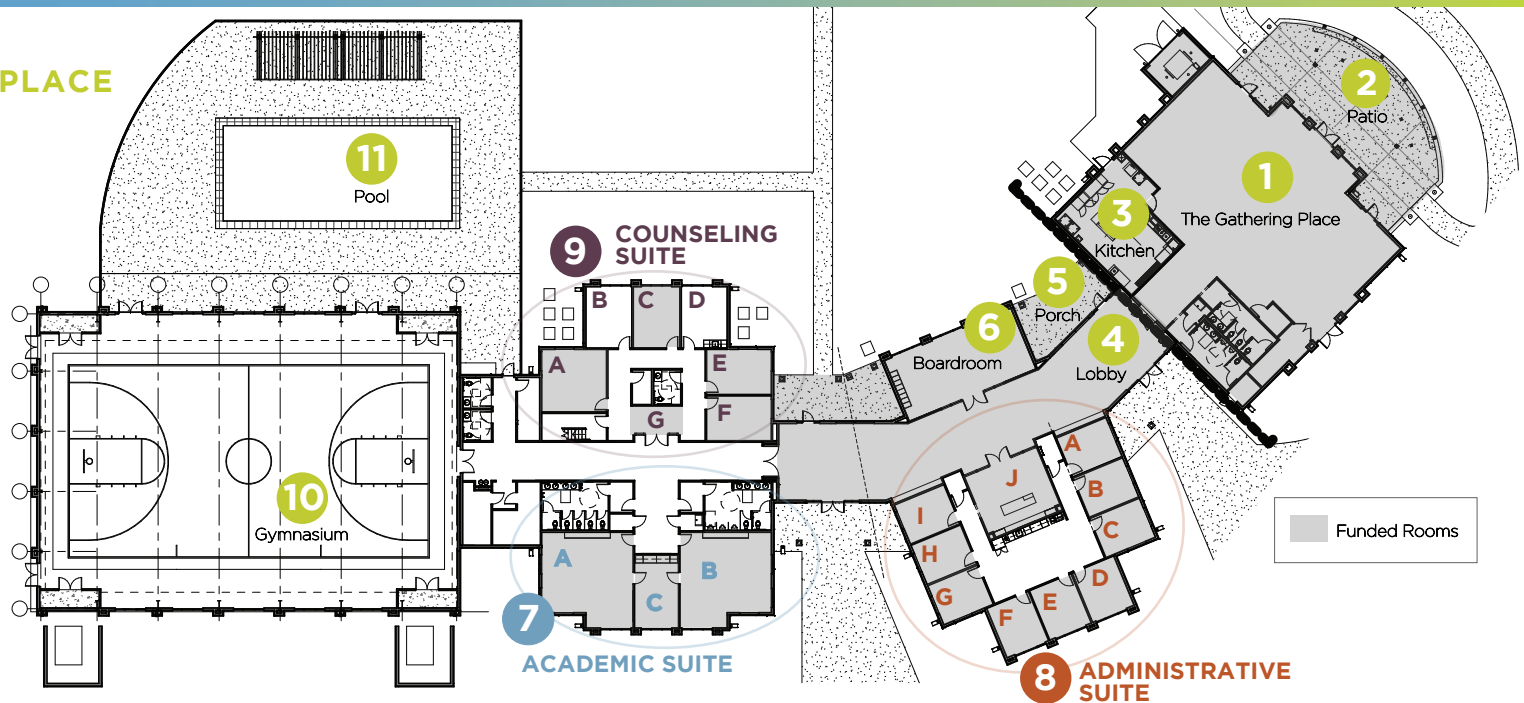 PLACE
11
Pool
2
Patio
1
The Gathering Place
3
Kitchen
9
COUNSELING
SUITE
B
C
D
A
E
F
G
5
Porch
6
Boardroom
4
Lobby
10
Gymnasium
A
B
C
7
ACADEMIC SUITE
A
B
C
D
E
F
G
H
I
J
8
ADMINISTRATIVE
SUITE
Funded Rooms